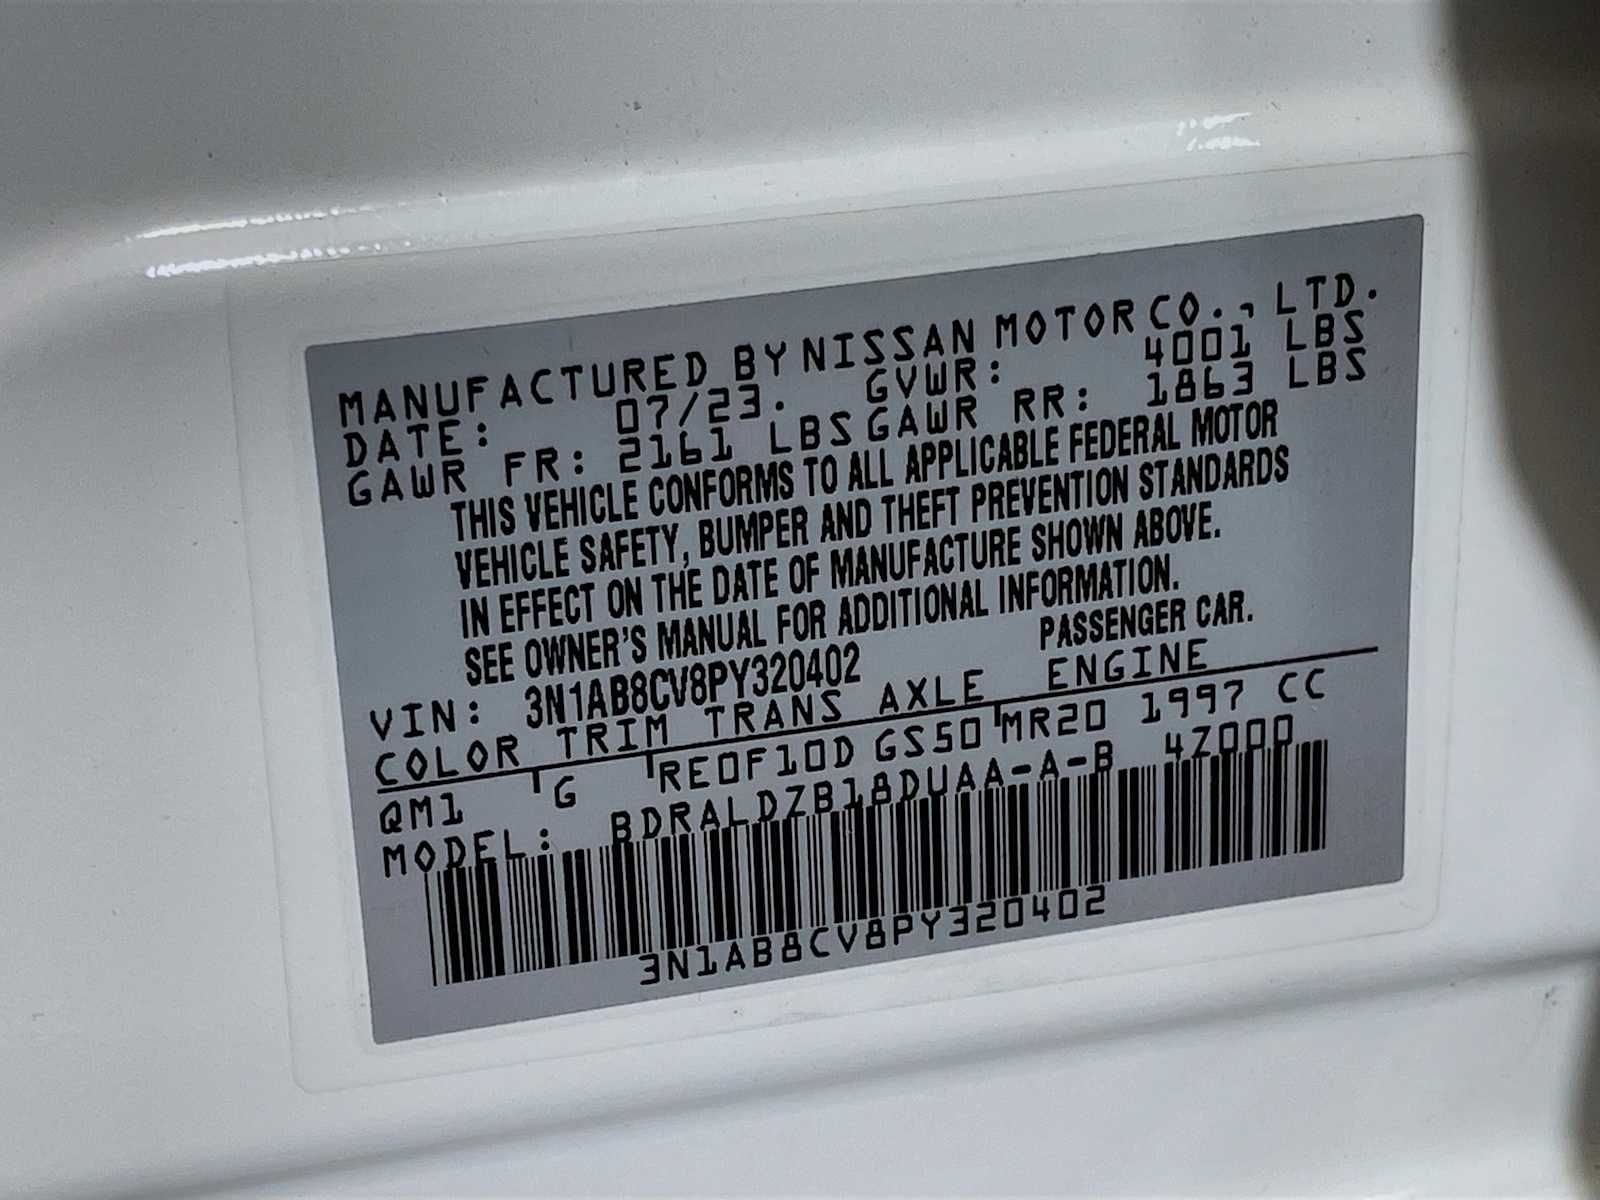 MANUFACTURED BY NISSAN MOTOR CO., LTD.
DATE: 07/23. GVWR: 4001 LBS
GAWR FR: 2161 LBS GAWR RR: 1863 LBS
THIS VEHICLE CONFORMS TO ALL APPLICABLE FEDERAL MOTOR
VEHICLE SAFETY, BUMPER AND THEFT PREVENTION STANDARDS
IN EFFECT ON THE DATE OF MANUFACTURE SHOWN ABOVE.
SEE OWNER'S MANUAL FOR ADDITIONAL INFORMATION.
VIN: 3N1AB8CV8PY320402 PASSENGER CAR.
COLOR TRIM TRANS AXLE ENGINE
QM1 G RE0F10D GS50 MR20 1997 CC
MODEL: BDRALDZB18DUAA-A-B 4Z000
3N1AB8CV8PY320402